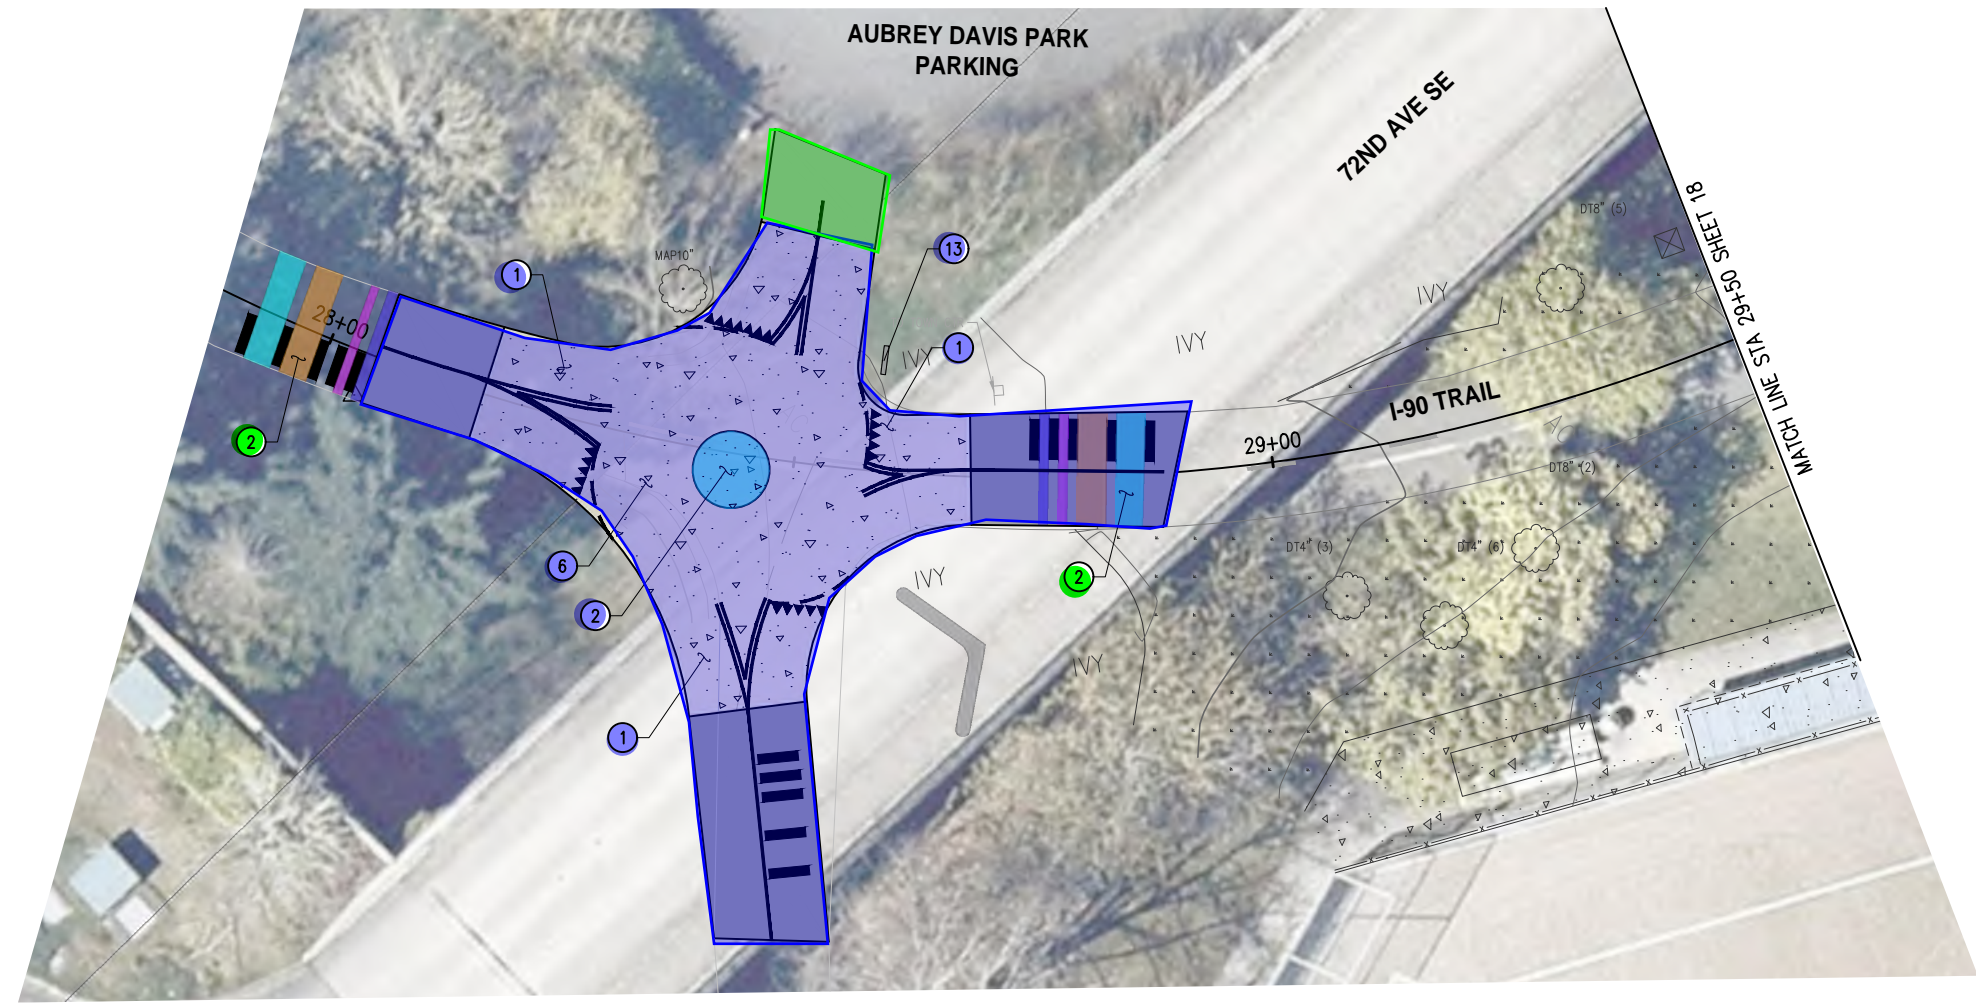 AUBREY DAVIS PARK
PARKING
72ND AVE SE
MATCH LINE STA 29+50 SHEET 18
DT8" (5)
13
MAP10"
1
IVY
28+00
IVY
IVY
1
I-90 TRAIL
AC
29+00
2
DT8" (2)
6
DT4" (3)
DT4" (6)
2
IVY
2
IVY
1